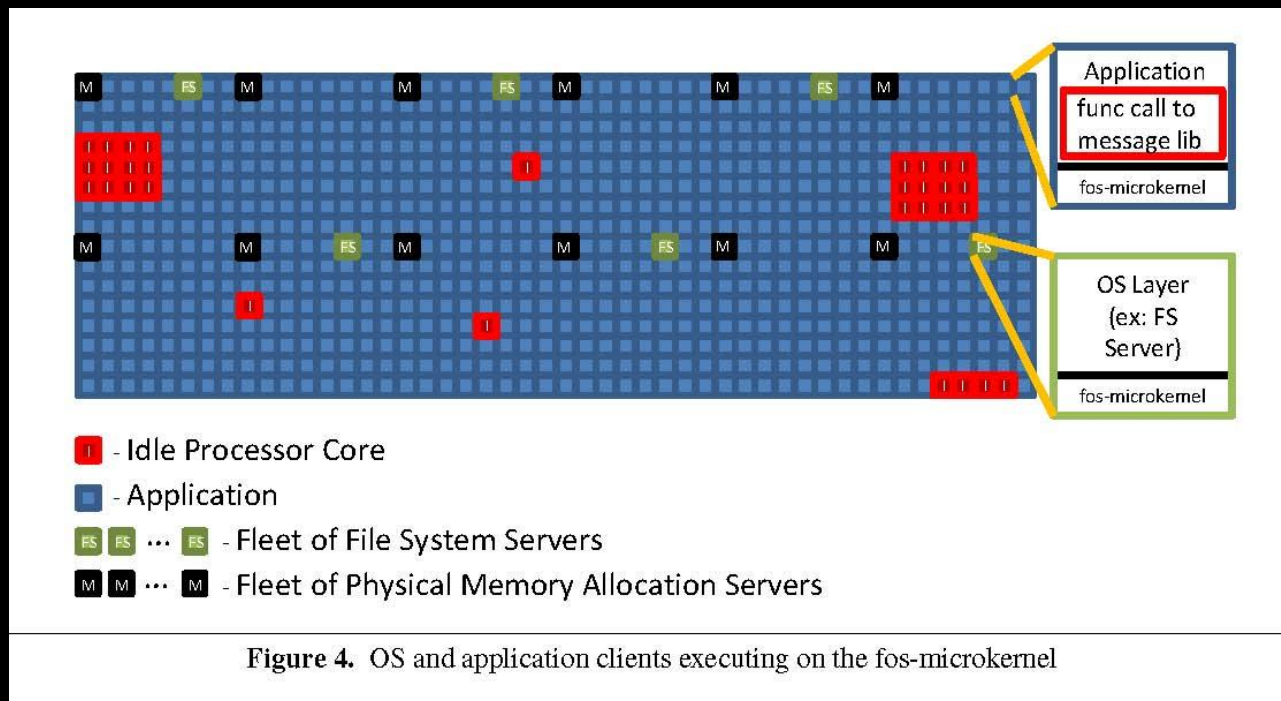 M FS M M FS M M FS M
I I I I
I I I I
I I I I
I
I I I I
I I I I
I I I I
M M FS M M FS M M FS
I
I
I I I I
Application
func call to
message lib
fos-microkernel
OS Layer
(ex: FS
Server)
fos-microkernel
I - Idle Processor Core
- Application
FS FS ... FS - Fleet of File System Servers
M M ... M - Fleet of Physical Memory Allocation Servers
Figure 4. OS and application clients executing on the fos-microkernel